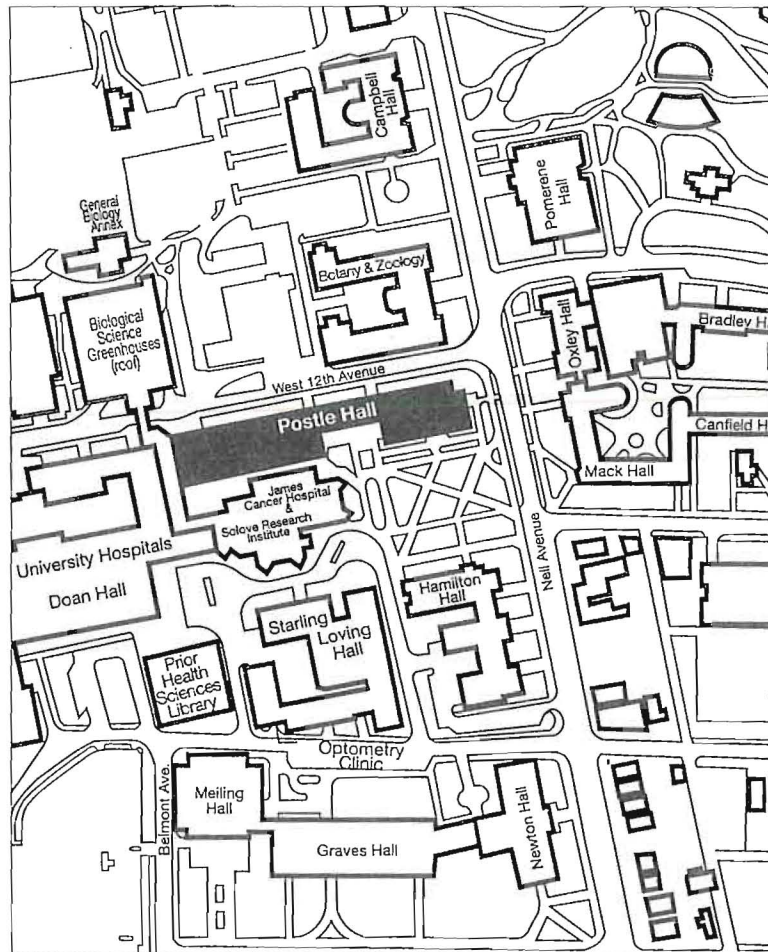 Campbell
Hall
Pomerene
Hall
General
Biology
Annex
Botany & Zoology
Biological
Science
Greenhouses
(roof)
Oxley Hall
Bradley H
West 12th Avenue
Postle Hall
Canfield H
Mack Hall
James
Cancer Hospital
&
Solove Research
Institute
University Hospitals
Doan Hall
Neil Avenue
Hamilton
Hall
Starling
Loving
Hall
Prior
Health
Sciences
Library
Optometry
Clinic
Belmont Ave.
Meiling
Hall
Graves Hall
Newton Hall